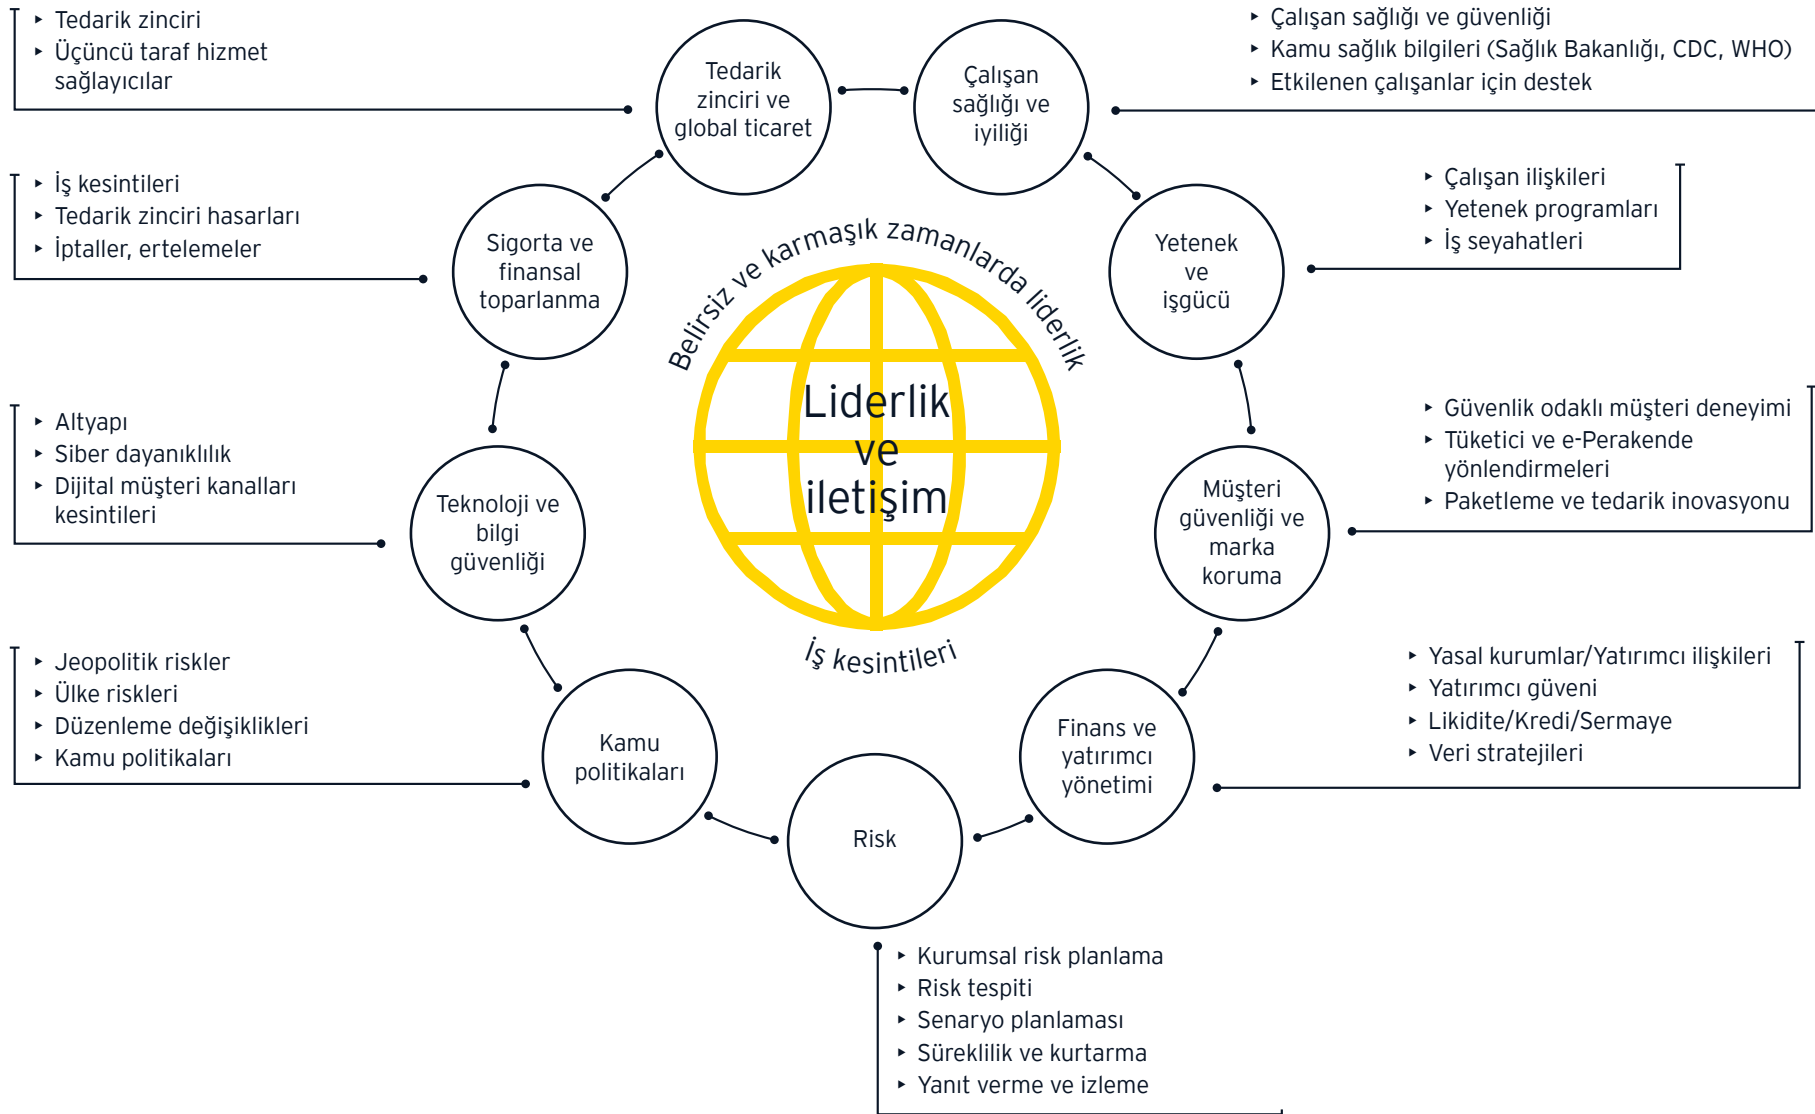 Tedarik zinciri
Üçüncü taraf hizmet
sağlayıcılar
Tedarik
zinciri ve
global ticaret
Çalışan
sağlığı ve
iyiliği
Çalışan sağlığı ve güvenliği
Kamu sağlık bilgileri (Sağlık Bakanlığı, CDC, WHO)
Etkilenen çalışanlar için destek
İş kesintileri
Tedarik zinciri hasarları
İptaller, ertelemeler
Sigorta ve
finansal
toparlanma
Yetenek
ve
işgücü
Çalışan ilişkileri
Yetenek programları
İş seyahatleri
Belirsiz ve karmaşık zamanlarda liderlik
Liderlik
ve
iletişim
İş kesintileri
Altyapı
Siber dayanıklılık
Dijital müşteri kanalları
kesintileri
Teknoloji ve
bilgi
güvenliği
Müşteri
güvenliği ve
marka
koruma
Güvenlik odaklı müşteri deneyimi
Tüketici ve e-Perakende
yönlendirmeleri
Paketleme ve tedarik inovasyonu
Jeopolitik riskler
Ülke riskleri
Düzenleme değişiklikleri
Kamu politikaları
Kamu
politikaları
Risk
Finans ve
yatırımcı
yönetimi
Yasal kurumlar/Yatırımcı ilişkileri
Yatırımcı güveni
Likidite/Kredi/Sermaye
Veri stratejileri
Kurumsal risk planlama
Risk tespiti
Senaryo planlaması
Süreklilik ve kurtarma
Yanıt verme ve izleme